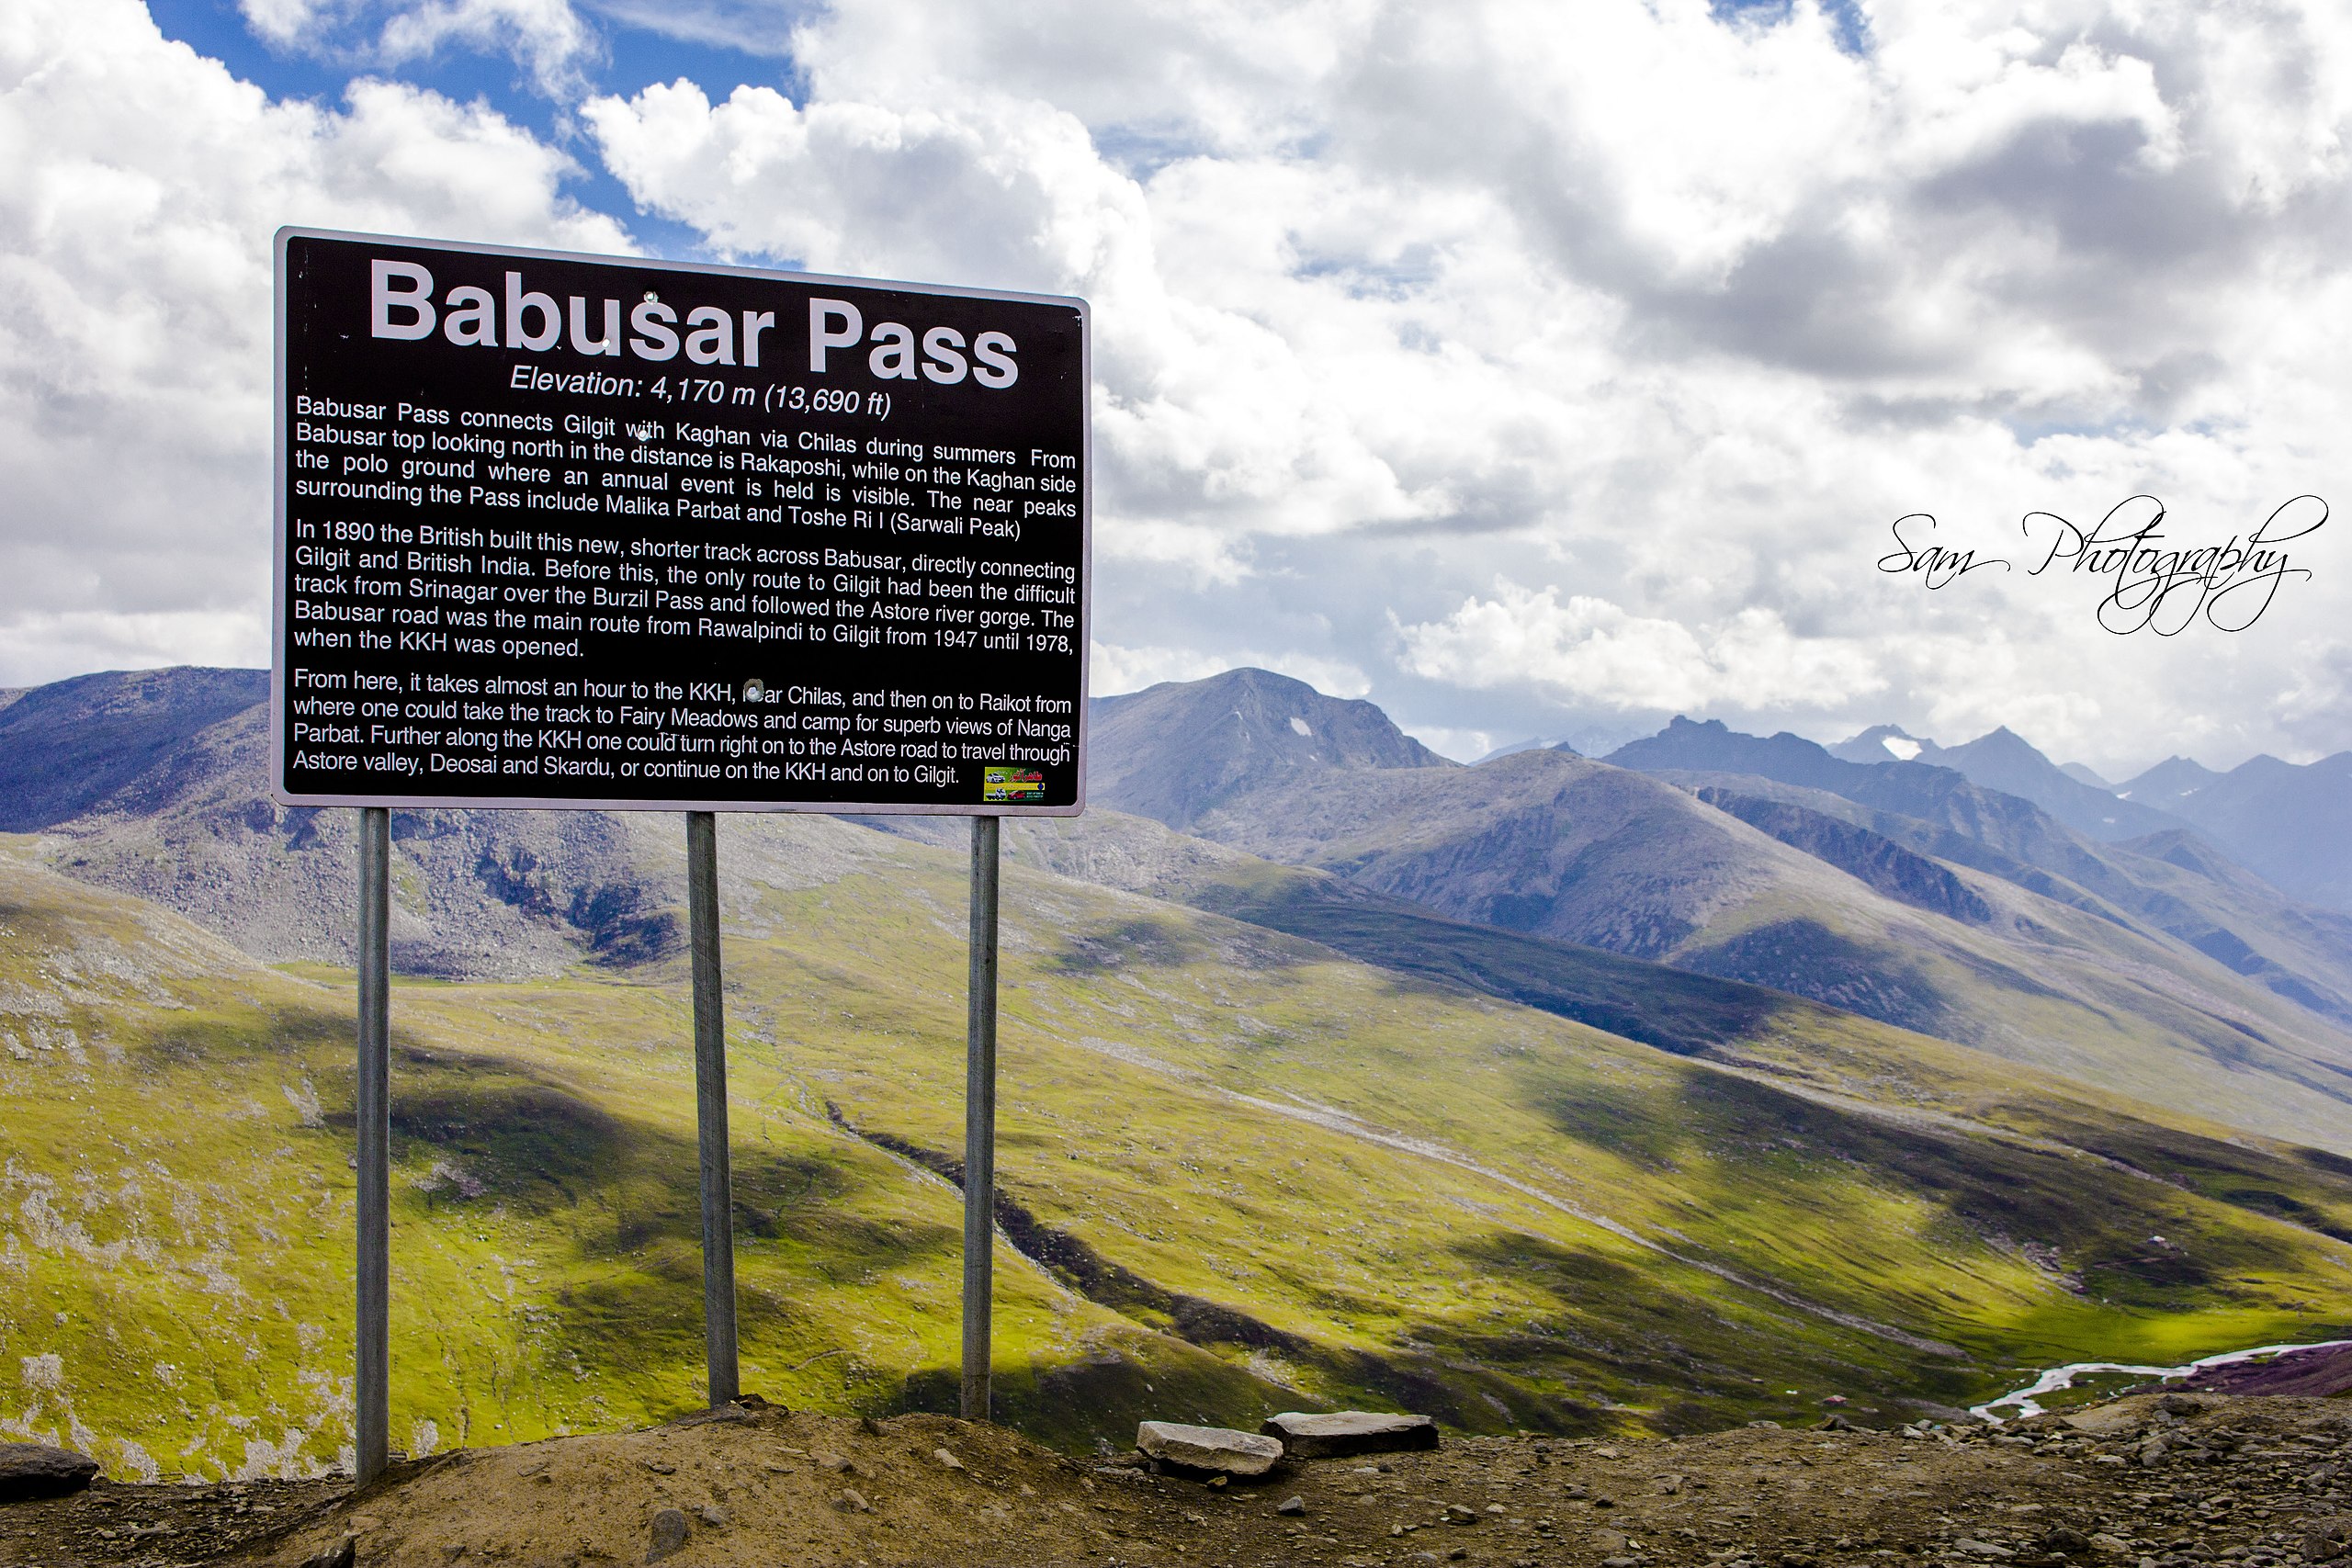 Babusar Pass
Elevation: 4,170 m (13,690 ft)
Babusar Pass connects Gilgit with Kaghan via Chilas during summers From
Babusar top looking north in the distance is Rakaposhi, while on the Kaghan side
the polo ground where an annual event is held is visible. The near peaks
surrounding the Pass include Malika Parbat and Toshe Ri I (Sarwali Peak)
In 1890 the British built this new, shorter track across Babusar, directly connecting
Gilgit and British India. Before this, the only route to Gilgit had been the difficult
track from Srinagar over the Burzil Pass and followed the Astore river gorge. The
Babusar road was the main route from Rawalpindi to Gilgit from 1947 until 1978,
when the KKH was opened.
From here, it takes almost an hour to the KKH, near Chilas, and then on to Raikot from
where one could take the track to Fairy Meadows and camp for superb views of Nanga
Parbat. Further along the KKH one could turn right on to the Astore road to travel through
Astore valley, Deosai and Skardu, or continue on the KKH and on to Gilgit.
Sam Photography